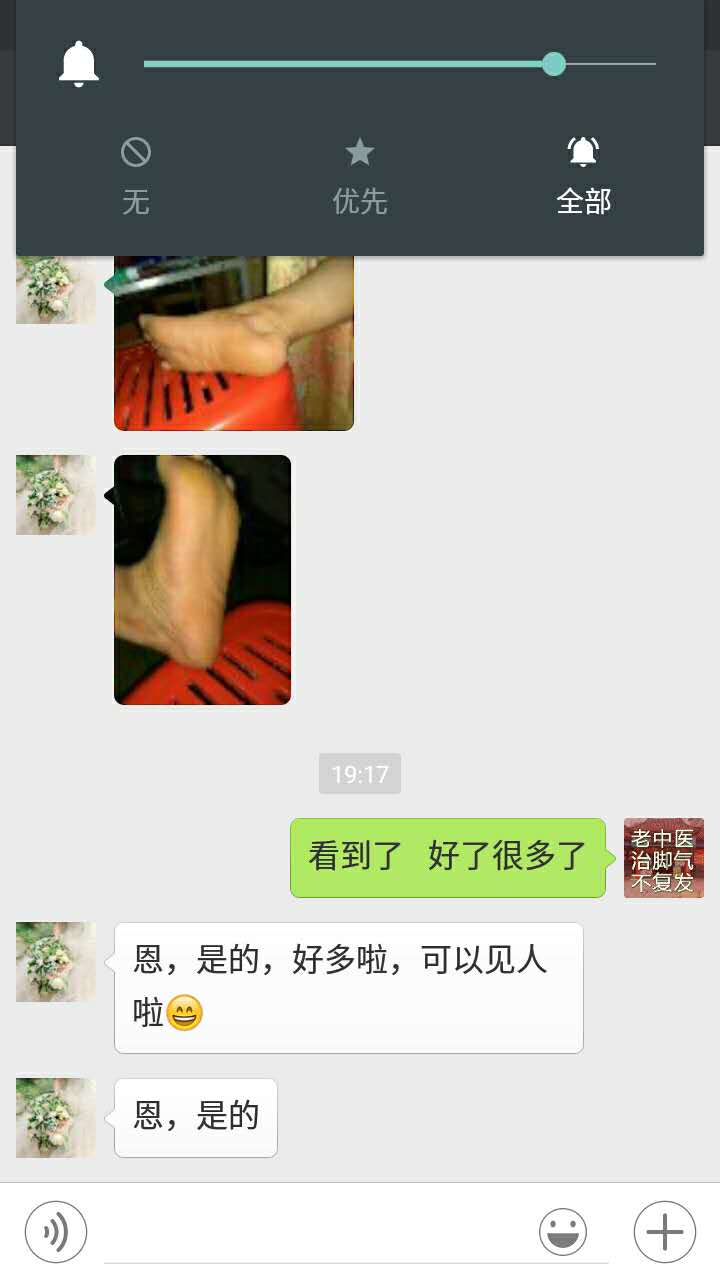 无
优先
全部
19:17
看到了 好了很多了
老中医
治脚气
不复发
恩，是的，好多啦，可以见人
啦😄
恩，是的